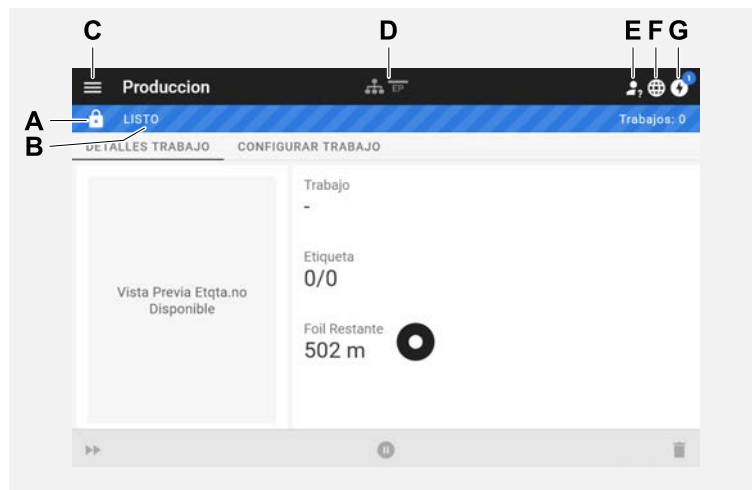 C D E F G
Produccion EP 1
A LISTO Trabajos: 0
B DETALLES TRABAJO CONFIGURAR TRABAJO
Trabajo
-
Etiqueta
0/0
Vista Previa Etqta.no
Disponible
Foil Restante
502 m